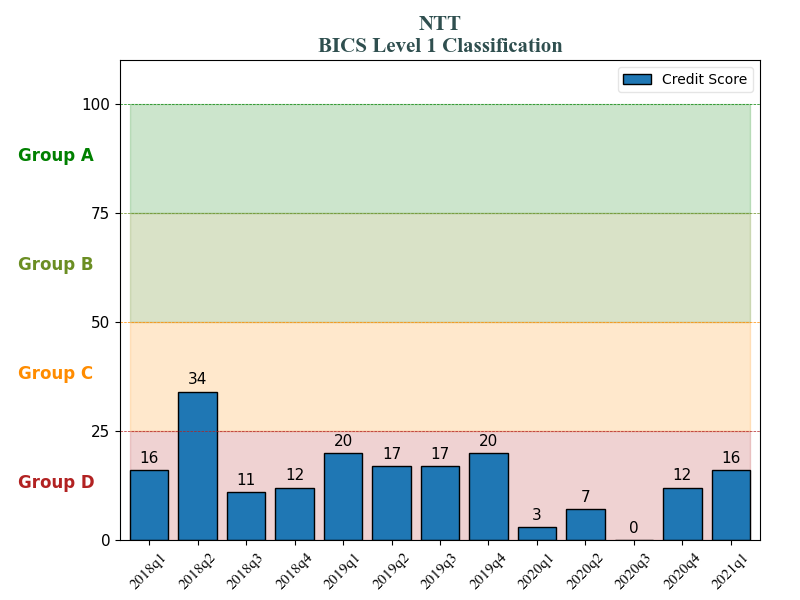 NTT
BICS Level 1 Classification
Credit Score
100
Group A
75
Group B
50
Group C
34
25
20
20
17
17
16
16
12
12
11
7
3
0
Group D
0
2018q1
2018q2
2018q3
2018q4
2019q1
2019q2
2019q3
2019q4
2020q1
2020q2
2020q3
2020q4
2021q1